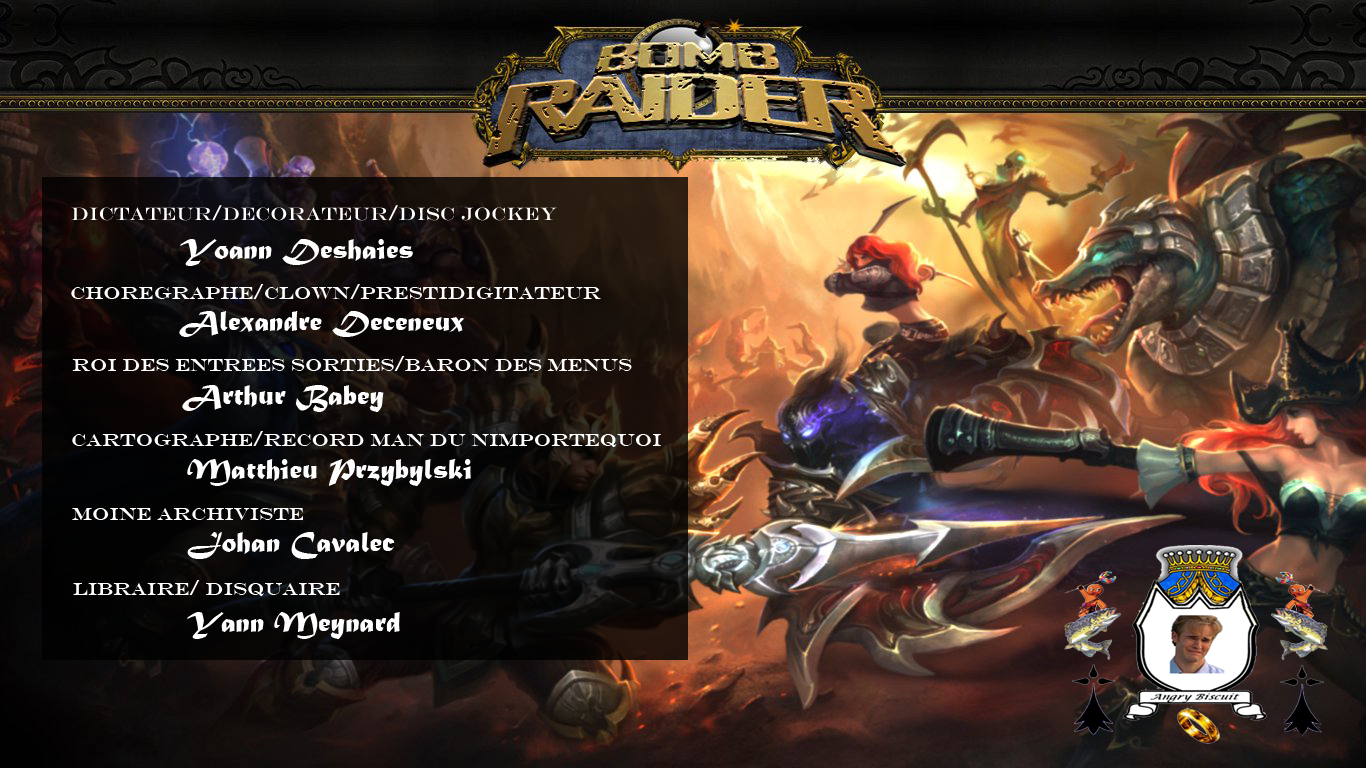 BOMB
RAIDER
DICTATEUR/DECORATEUR/DISC JOCKEY
Yoann Deshaies
CHOREGRAPHE/CLOWN/PRESTIDIGITATEUR
Alexandre Deceneux
ROI DES ENTREES SORTIES/BARON DES MENUS
Arthur Babey
CARTOGRAPHE/RECORD MAN DU NIMPORTEQUOI
Matthieu Przybylski
MOINE ARCHIVISTE
Johan Cavalec
LIBRAIRE/ DISQUAIRE
Yann Meynard
Angry Biscuit